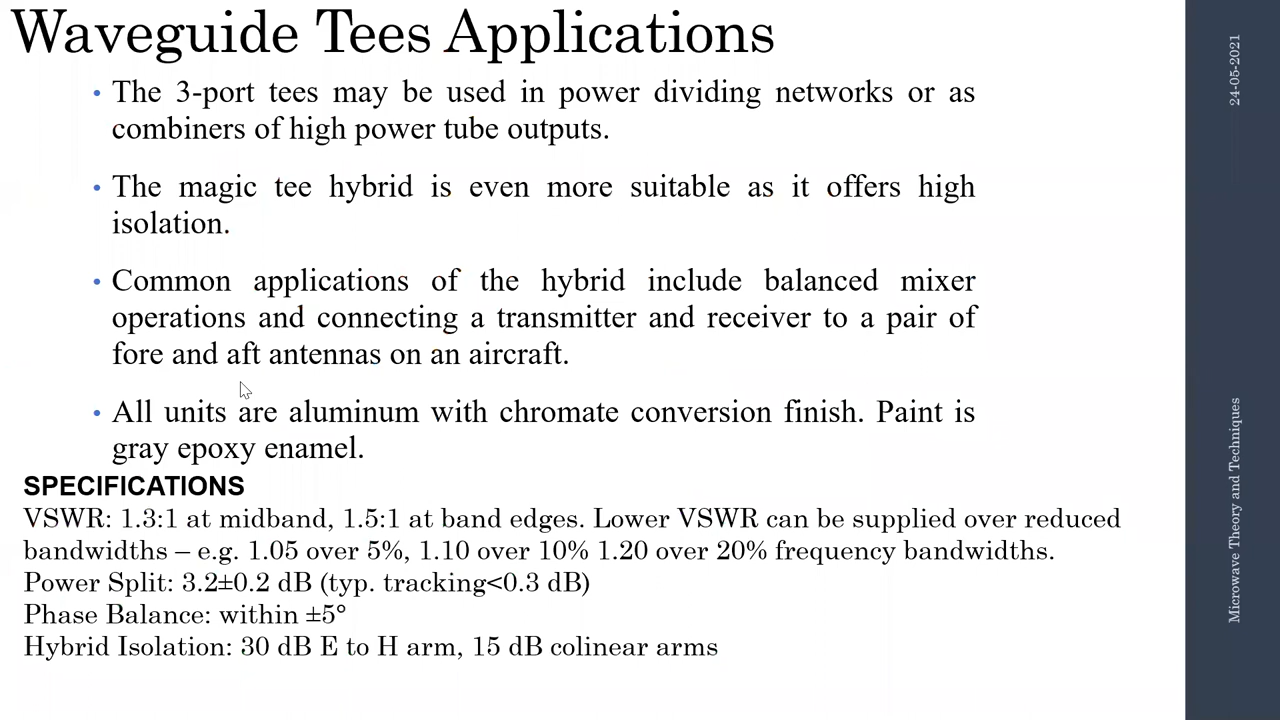 Waveguide Tees Applications
• The 3-port tees may be used in power dividing networks or as
combiners of high power tube outputs.
• The magic tee hybrid is even more suitable as it offers high
isolation.
• Common applications of the hybrid include balanced mixer
operations and connecting a transmitter and receiver to a pair of
fore and aft antennas on an aircraft.
• All units are aluminum with chromate conversion finish. Paint is
gray epoxy enamel.
SPECIFICATIONS
VSWR: 1.3:1 at midband, 1.5:1 at band edges. Lower VSWR can be supplied over reduced
bandwidths – e.g. 1.05 over 5%, 1.10 over 10% 1.20 over 20% frequency bandwidths.
Power Split: 3.2±0.2 dB (typ. tracking<0.3 dB)
Phase Balance: within ±5°
Hybrid Isolation: 30 dB E to H arm, 15 dB colinear arms
24-05-2021
Microwave Theory and Techniques